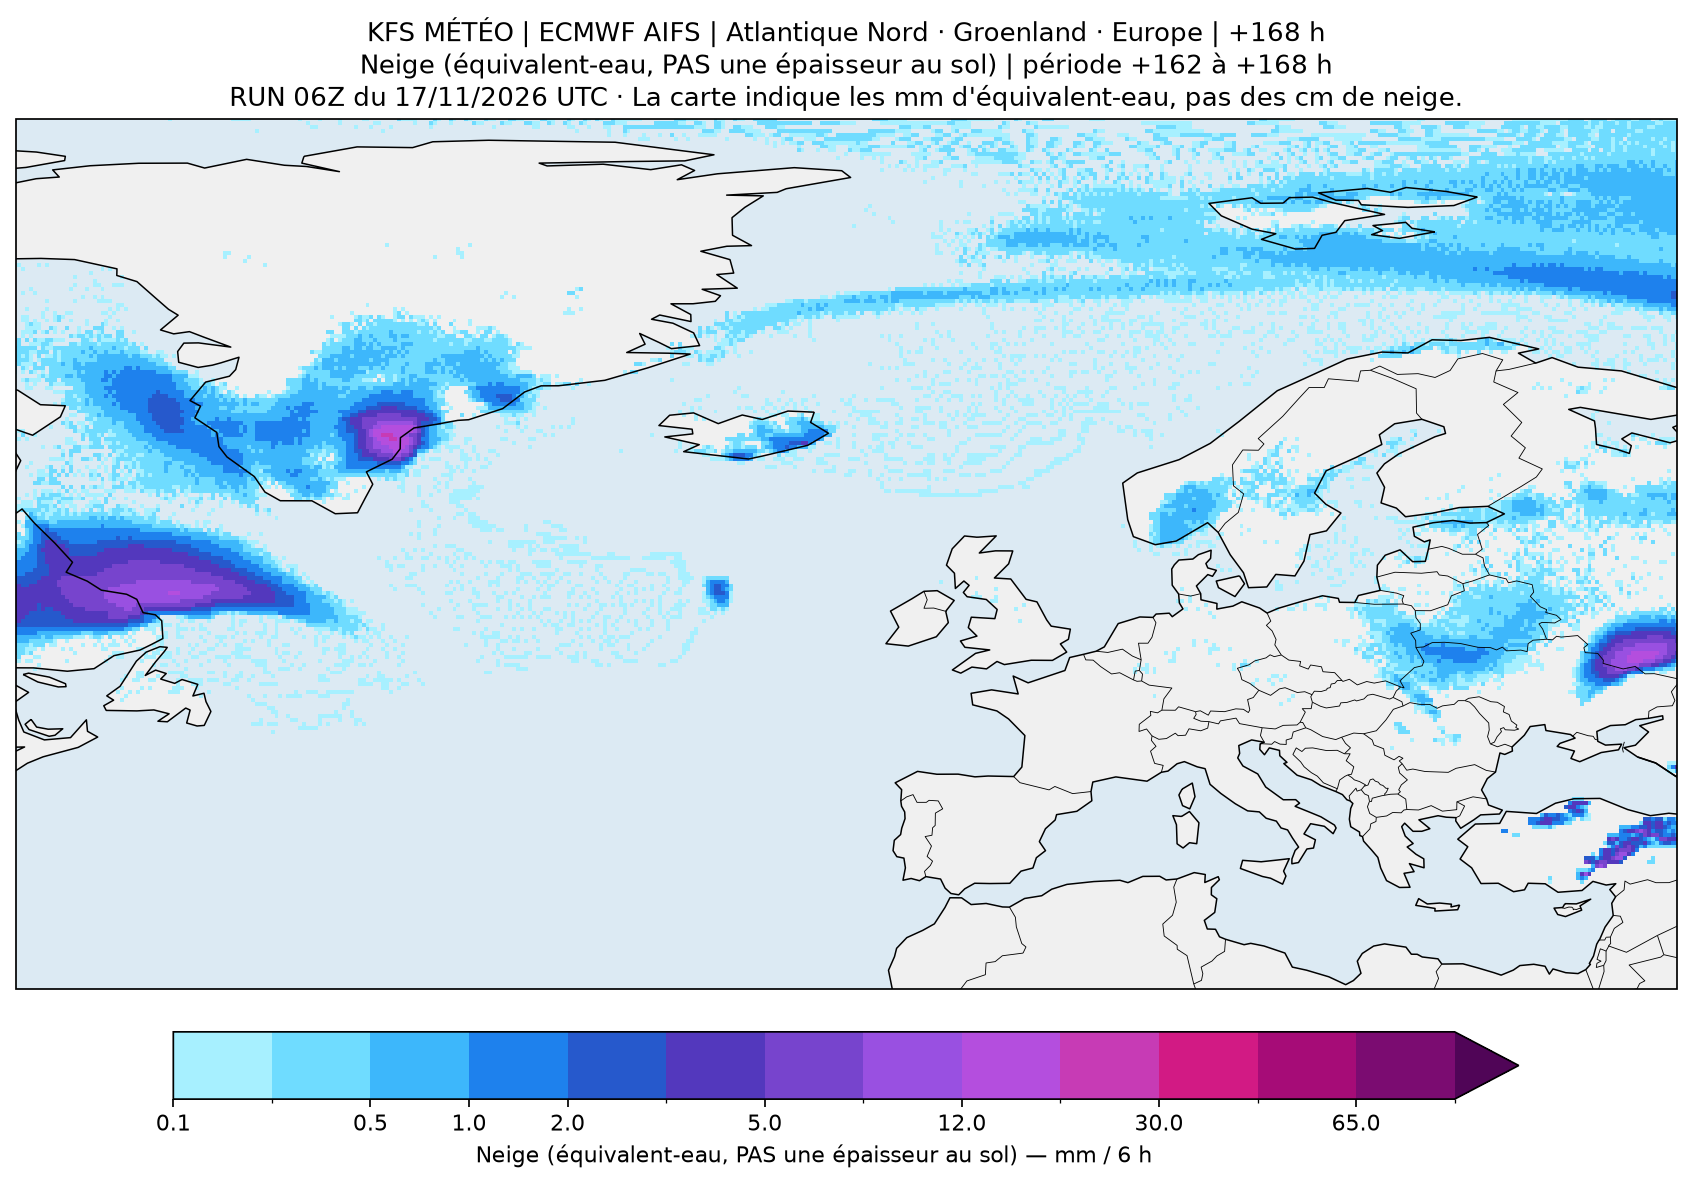 KFS MÉTÉO | ECMWF AIFS | Atlantique Nord · Groenland · Europe | +168 h
Neige (équivalent-eau, PAS une épaisseur au sol) | période +162 à +168 h
RUN 06Z du 17/11/2026 UTC · La carte indique les mm d'équivalent-eau, pas des cm de neige.
0.1 0.5 1.0 2.0 5.0 12.0 30.0 65.0
Neige (équivalent-eau, PAS une épaisseur au sol) — mm / 6 h